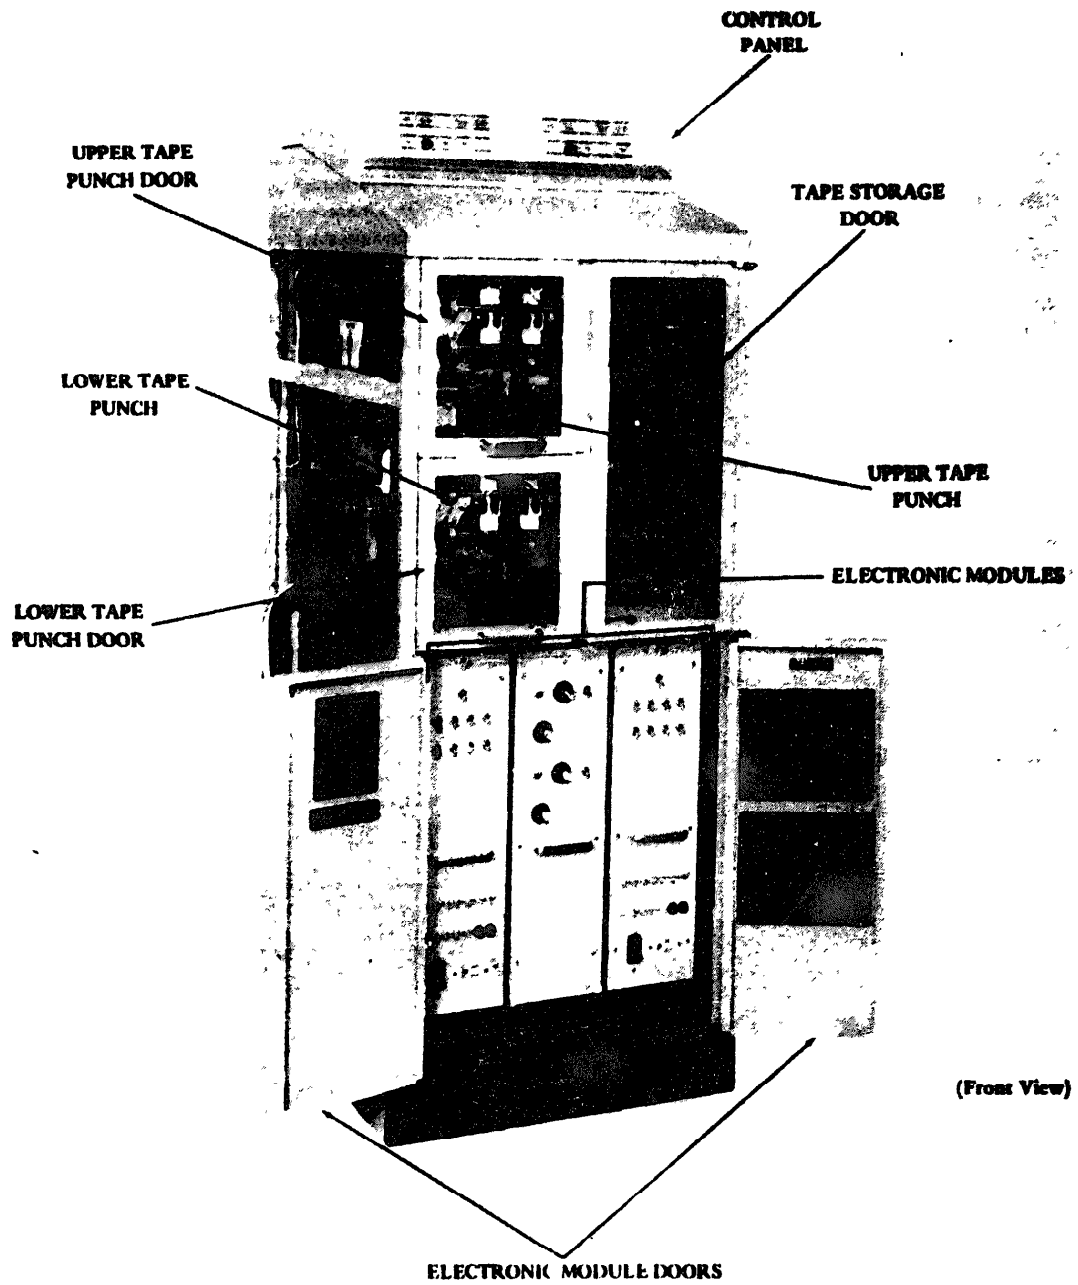 CONTROL
PANEL
UPPER TAPE
PUNCH DOOR
TAPE STORAGE
DOOR
LOWER TAPE
PUNCH
UPPER TAPE
PUNCH
ELECTRONIC MODULES
LOWER TAPE
PUNCH DOOR
(Front View)
ELECTRONIC MODULE DOORS